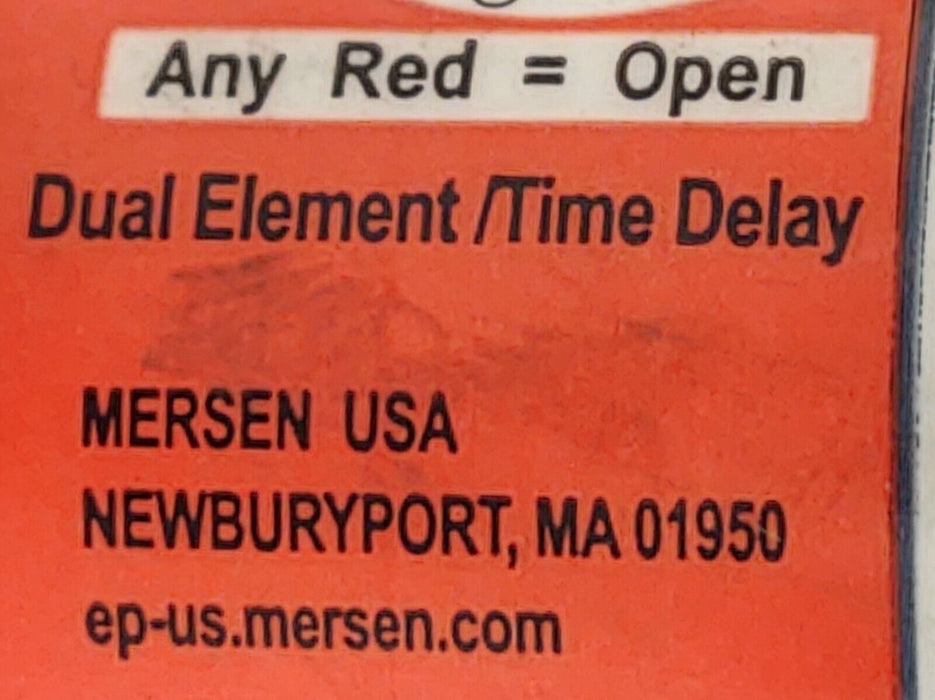 Any Red = Open
Dual Element /Time Delay
MERSEN USA
NEWBURYPORT, MA 01950
ep-us.mersen.com